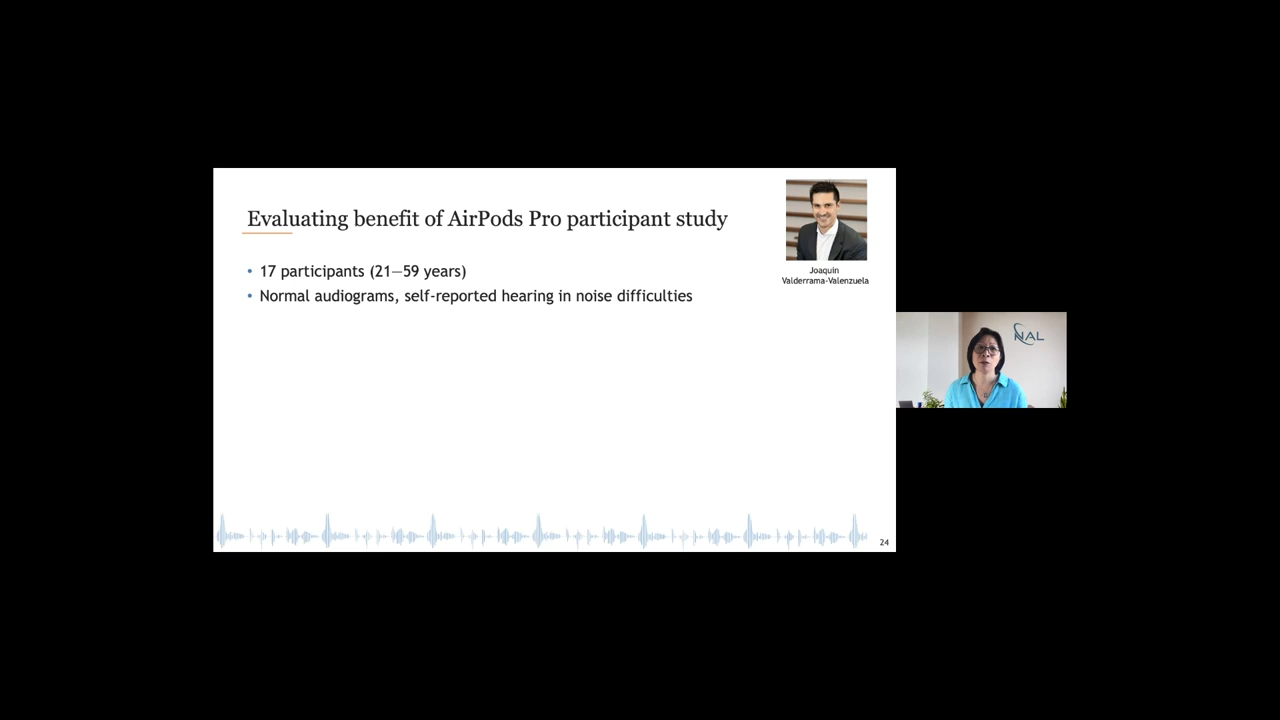 Evaluating benefit of AirPods Pro participant study
• 17 participants (21—59 years)
• Normal audiograms, self-reported hearing in noise difficulties
Joaquin
Valderrama-Valenzuela
NAL
24